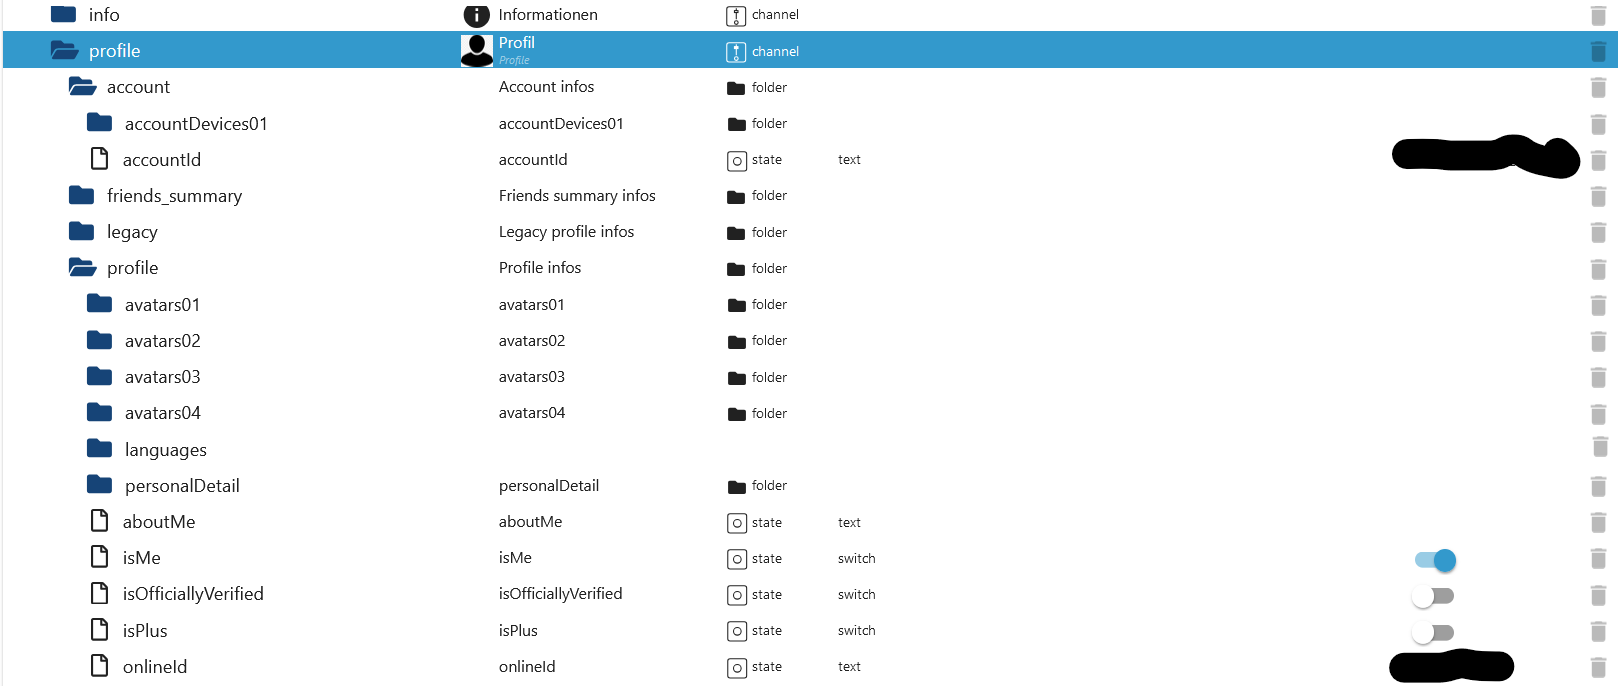 info Informationen channel
profile Profil channel
Profile
account Account infos folder
accountDevices01 accountDevices01 folder
accountId accountId state text
friends_summary Friends summary infos folder
legacy Legacy profile infos folder
profile Profile infos folder
avatars01 avatars01 folder
avatars02 avatars02 folder
avatars03 avatars03 folder
avatars04 avatars04 folder
languages
personalDetail personalDetail folder
aboutMe aboutMe state text
isMe isMe state switch
isOfficiallyVerified isOfficiallyVerified state switch
isPlus isPlus state switch
onlineId onlineId state text